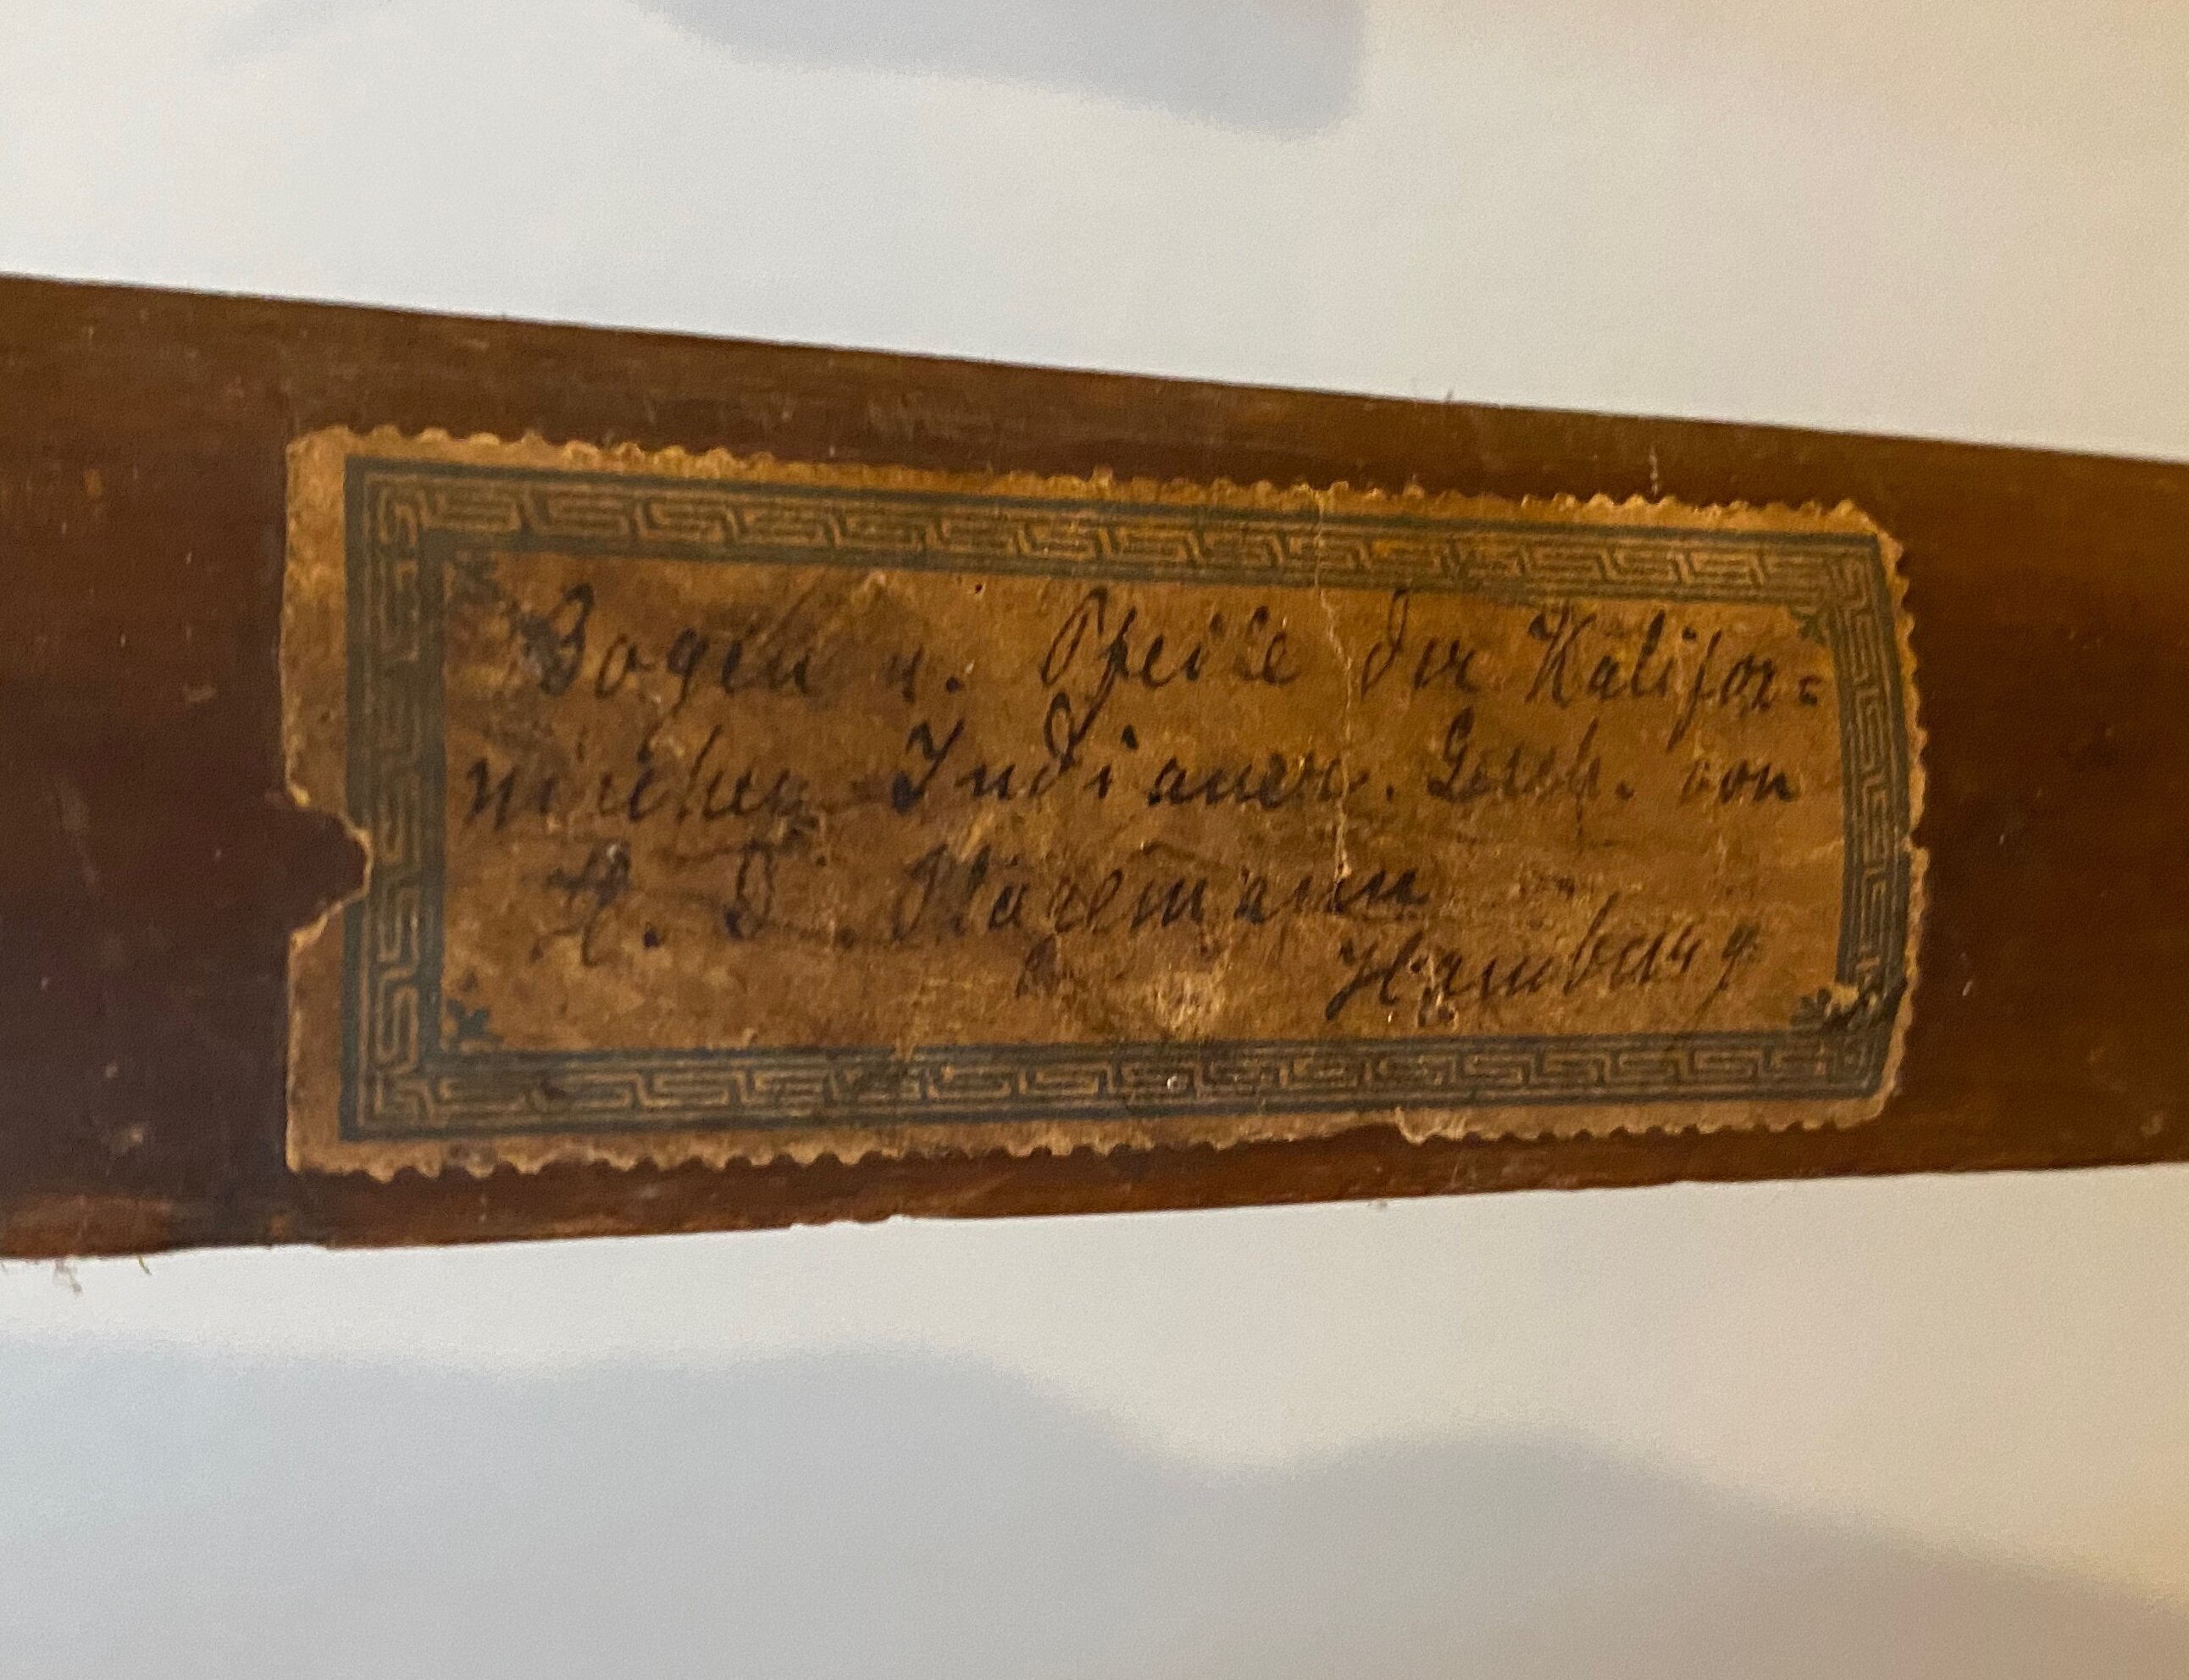 Bogen u. Pfeile der Kalifor=
nischen Indianer. Gesch. von
H. D.
Hamburg